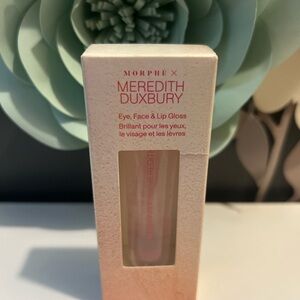 MORPHE X
MEREDITH
DUXBURY
Eye, Face & Lip Gloss
Brillant pour les yeux,
le visage et les lèvres